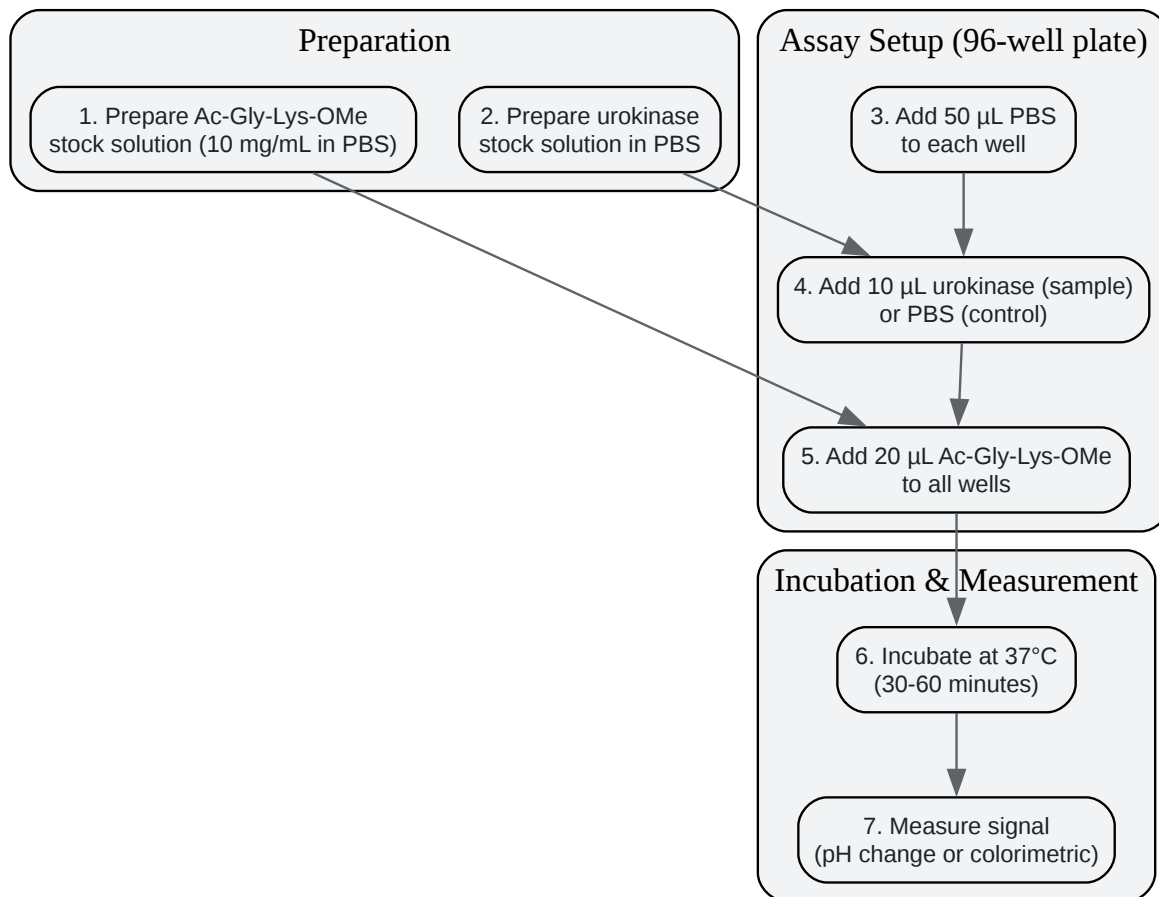 Preparation
1. Prepare Ac-Gly-Lys-OMe
stock solution (10 mg/mL in PBS)
2. Prepare urokinase
stock solution in PBS
Assay Setup (96-well plate)
3. Add 50 µL PBS
to each well
4. Add 10 µL urokinase (sample)
or PBS (control)
5. Add 20 µL Ac-Gly-Lys-OMe
to all wells
Incubation & Measurement
6. Incubate at 37°C
(30-60 minutes)
7. Measure signal
(pH change or colorimetric)